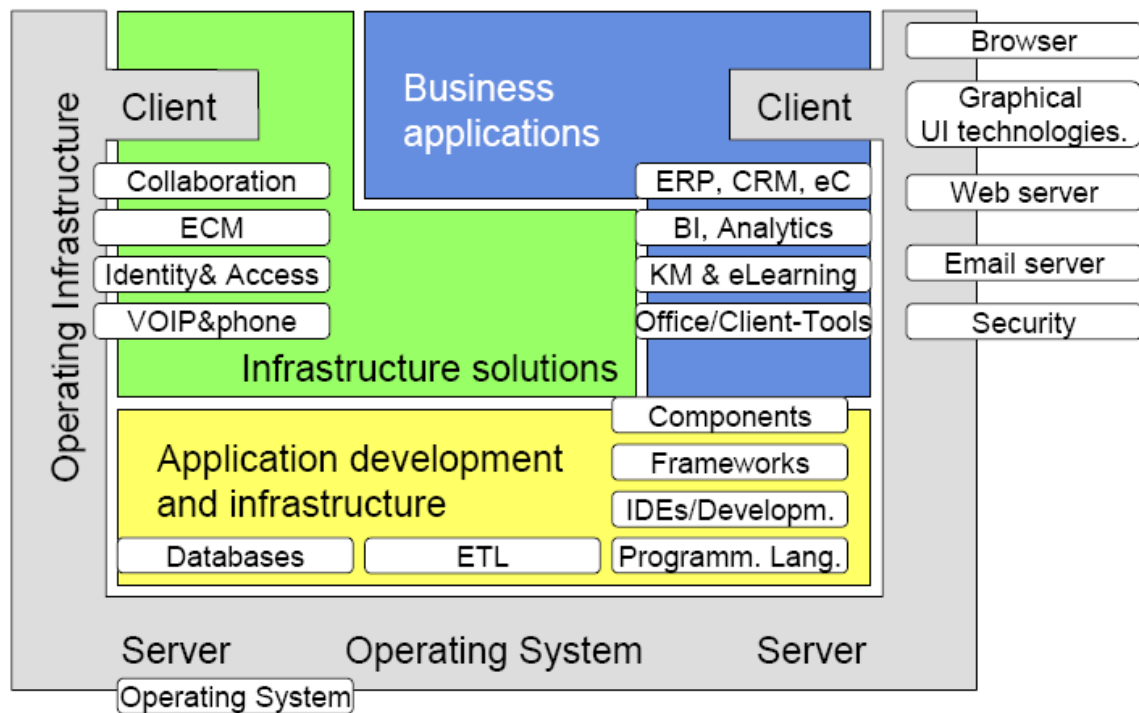 Operating Infrastructure
Client
Collaboration
ECM
Identity& Access
VOIP&phone
Infrastructure solutions
Business
applications
Client
ERP, CRM, eC
BI, Analytics
KM & eLearning
Office/Client-Tools
Browser
Graphical
UI technologies.
Web server
Email server
Security
Application development
and infrastructure
Components
Frameworks
IDEs/Developm.
Databases
ETL
Programm. Lang.
Server
Operating System
Server
Operating System